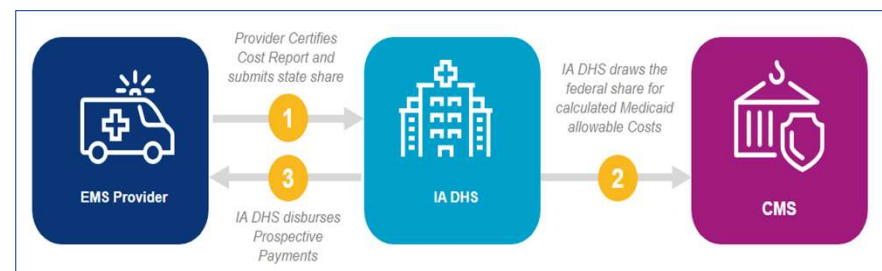 Provider Certifies
Cost Report and
submits state share
1
EMS Provider
3
IA DHS disburses
Prospective
Payments
IA DHS
IA DHS draws the
federal share for
calculated Medicaid
allowable Costs
2
CMS